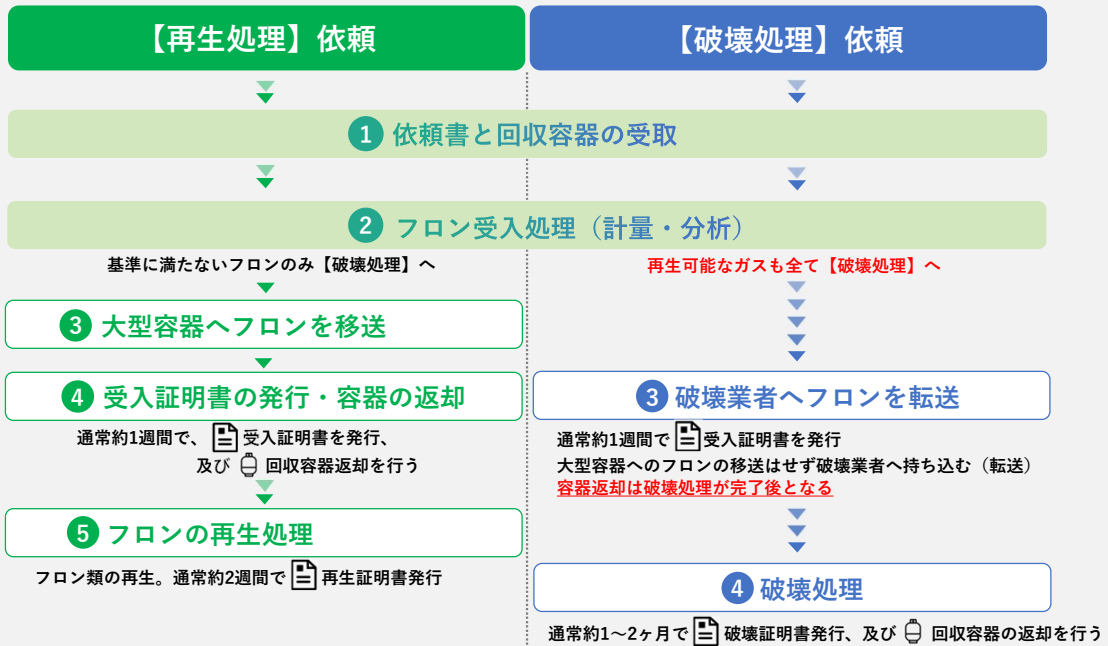 【再生処理】依頼
【破壊処理】依頼
1 依頼書と回収容器の受取
2 フロン受入処理（計量・分析）
基準に満たないフロンのみ【破壊処理】へ
3 大型容器へフロンを移送
4 受入証明書の発行・容器の返却
通常約1週間で、受入証明書を発行、
及び 回収容器返却を行う
5 フロンの再生処理
フロン類の再生。通常約2週間で 再生証明書発行
再生可能なガスも全て【破壊処理】へ
3 破壊業者へフロンを転送
通常約1週間で 受入証明書を発行
大型容器へのフロンの移送はせず破壊業者へ持ち込む（転送）
容器返却は破壊処理が完了後となる
4 破壊処理
通常約1～2ヶ月で 破壊証明書発行、及び 回収容器の返却を行う